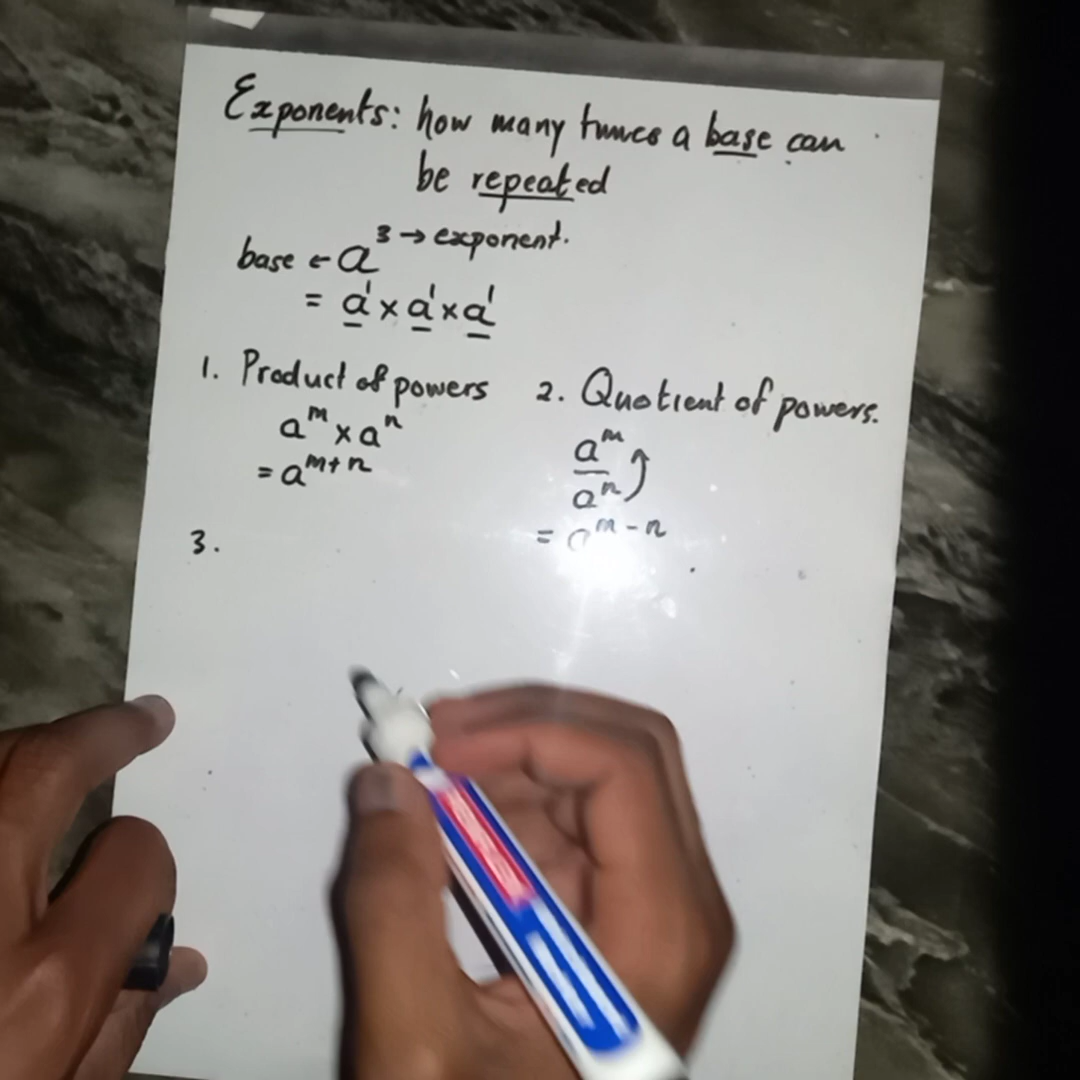 Exponents: how many times a base can
be repeated
base ← a³ → exponent.
= a¹ × a¹ × a¹
1. Product of powers
aᵐ × aⁿ
= aᵐ⁺ⁿ
2. Quotient of powers.
aᵐ
aⁿ
= aᵐ⁻ⁿ
3.